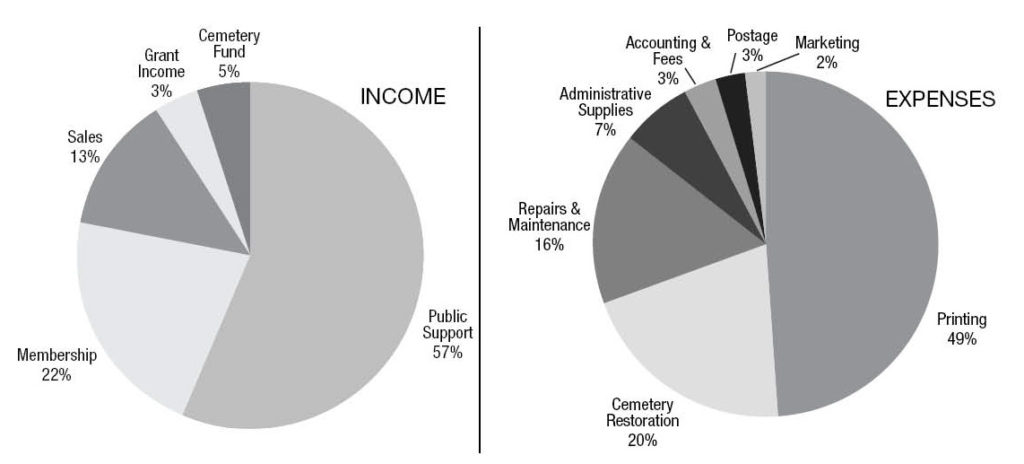 INCOME
Cemetery
Fund
5%
Grant
Income
3%
Sales
13%
Membership
22%
Public
Support
57%
EXPENSES
Accounting &
Fees
3%
Postage
3%
Marketing
2%
Administrative
Supplies
7%
Repairs &
Maintenance
16%
Cemetery
Restoration
20%
Printing
49%